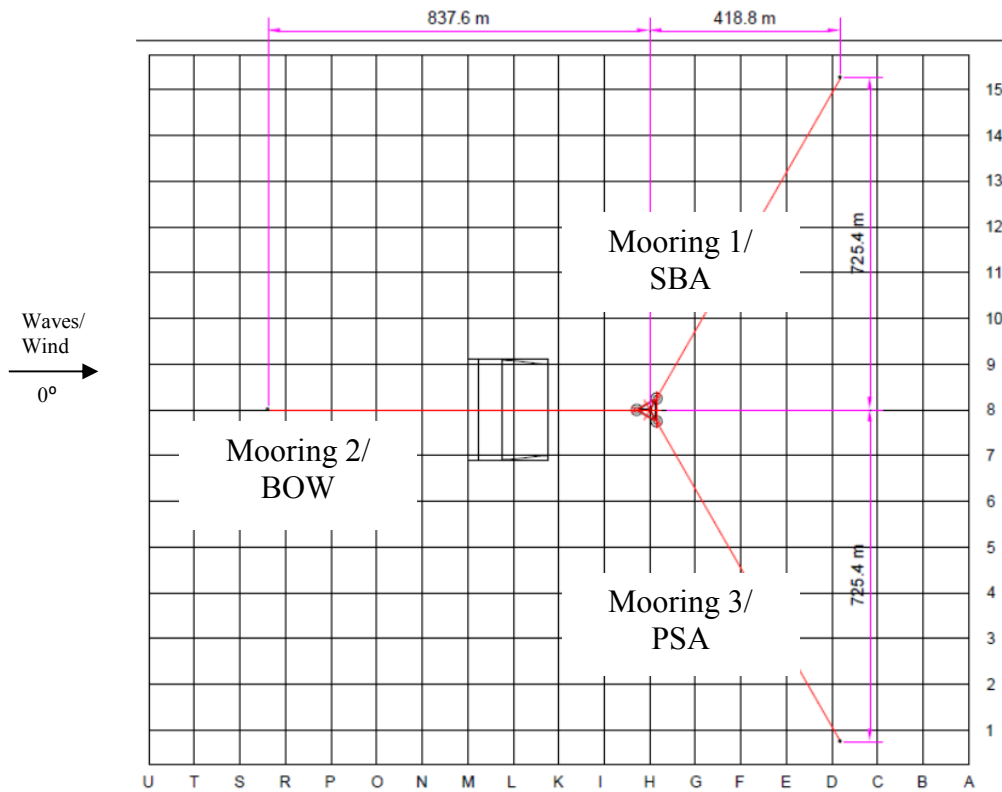 837.6 m
418.8 m
15
14
13
12
11
10
9
8
7
6
5
4
3
2
1
725.4 m
725.4 m
Mooring 1/
SBA
Waves/
Wind
0º
Mooring 2/
BOW
Mooring 3/
PSA
U T S R P O N M L K I H G F E D C B A